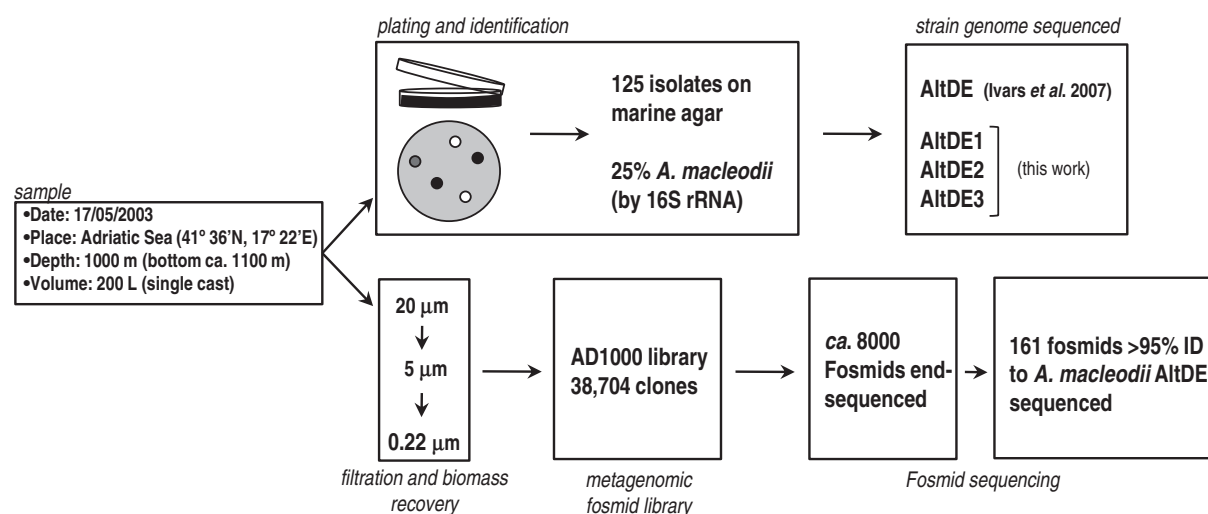 plating and identification
strain genome sequenced
125 isolates on
marine agar
25% A. macleodii
(by 16S rRNA)
AltDE (Ivars et al. 2007)
AltDE1
AltDE2
AltDE3
(this work)
sample
•Date: 17/05/2003
•Place: Adriatic Sea (41º 36'N, 17º 22'E)
•Depth: 1000 m (bottom ca. 1100 m)
•Volume: 200 L (single cast)
20 μm
5 μm
0.22 μm
filtration and biomass
recovery
AD1000 library
38,704 clones
metagenomic
fosmid library
ca. 8000
Fosmids end-
sequenced
161 fosmids >95% ID
to A. macleodii AltDE
sequenced
Fosmid sequencing